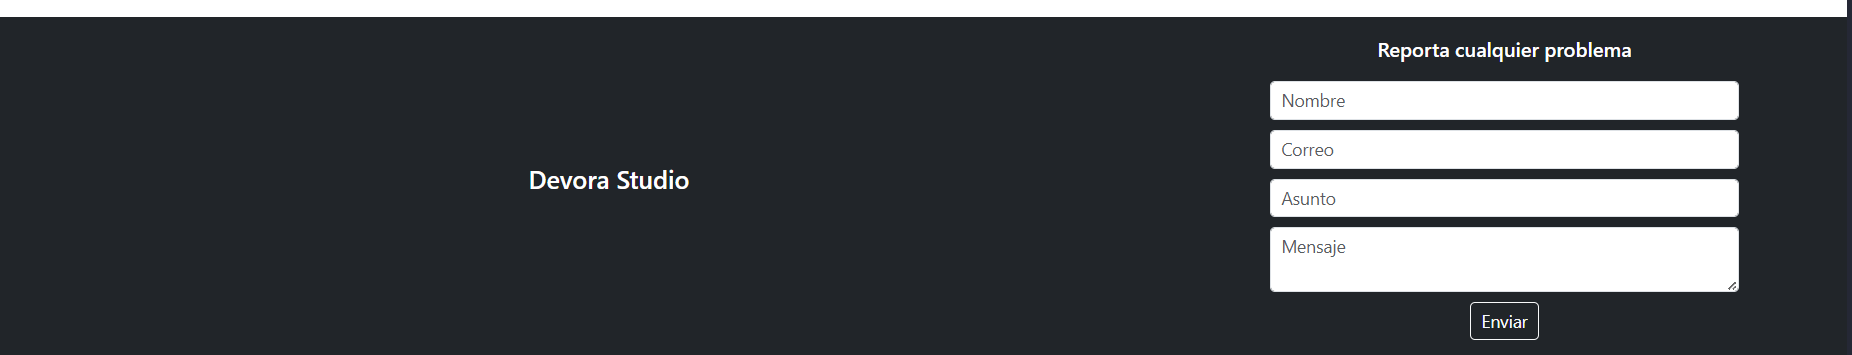 Devora Studio
Reporta cualquier problema
Nombre
Correo
Asunto
Mensaje
Enviar